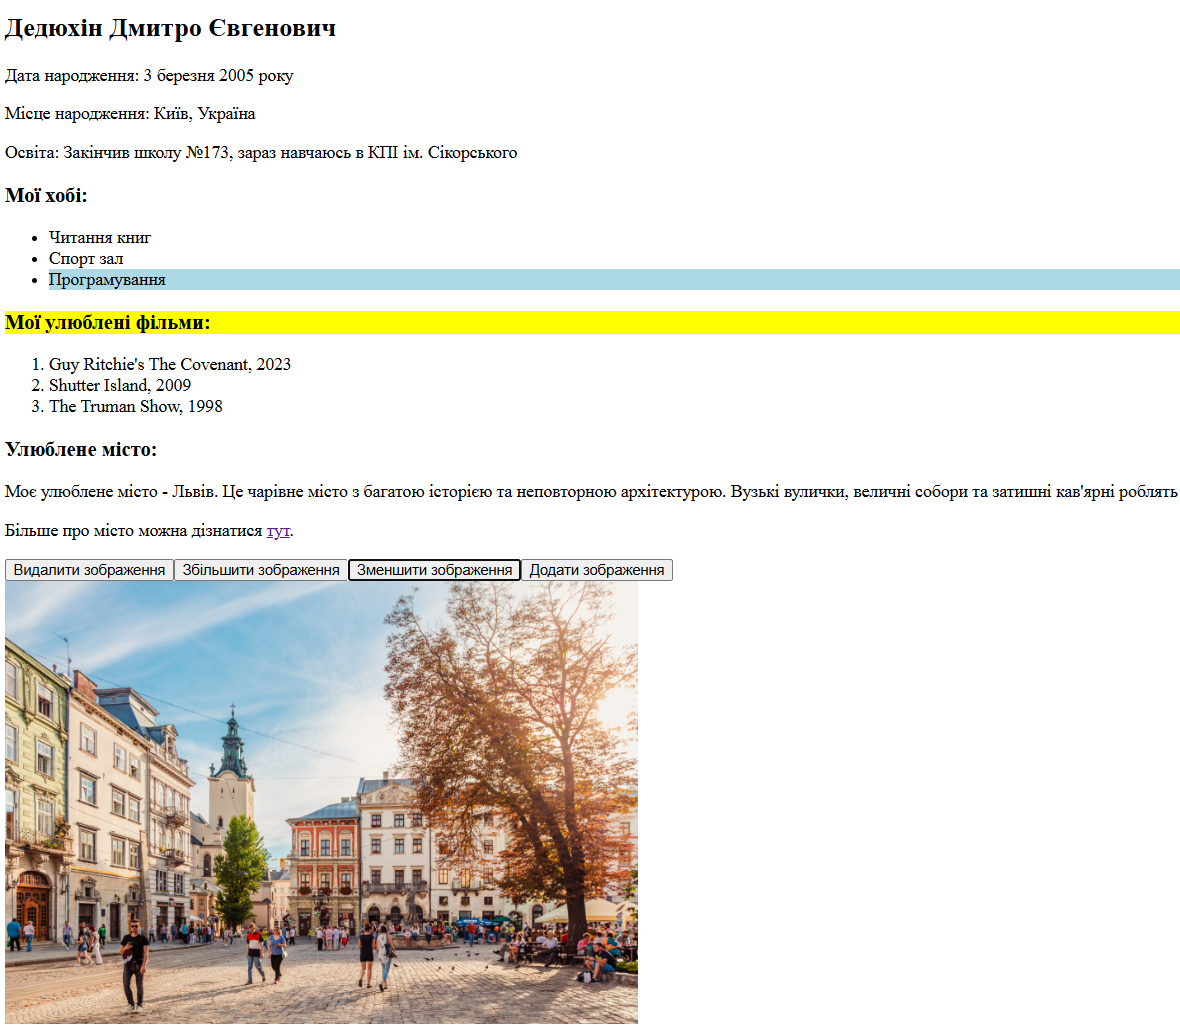 Дедюхін Дмитро Євгенович
Дата народження: 3 березня 2005 року
Місце народження: Київ, Україна
Освіта: Закінчив школу №173, зараз навчаюсь в КПІ ім. Сікорського
Мої хобі:
• Читання книг
• Спорт зал
• Програмування
Мої улюблені фільми:
1. Guy Ritchie's The Covenant, 2023
2. Shutter Island, 2009
3. The Truman Show, 1998
Улюблене місто:
Моє улюблене місто - Львів. Це чарівне місто з багатою історією та неповторною архітектурою. Вузькі вулички, величні собори та затишні кав'ярні роблять
Більше про місто можна дізнатися тут.
Видалити зображення Збільшити зображення Зменшити зображення Додати зображення